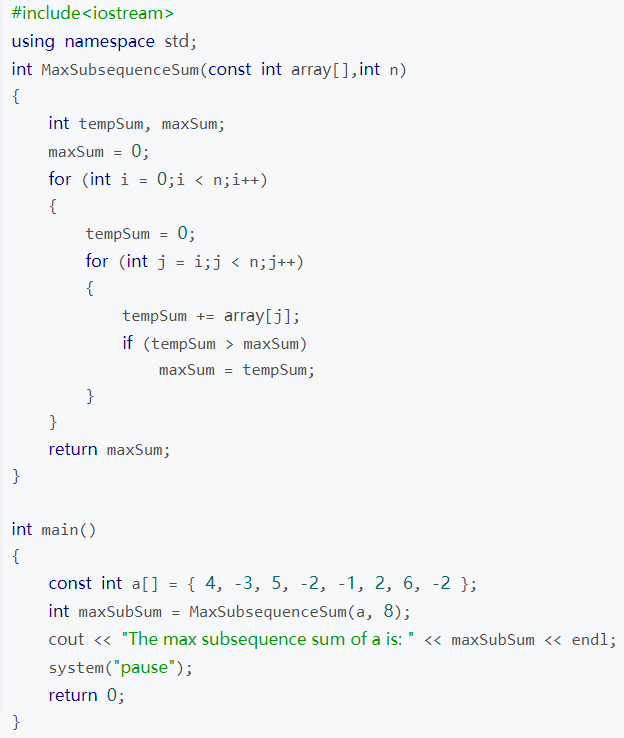 #include<iostream>
using namespace std;
int MaxSubsequenceSum(const int array[],int n)
{
    int tempSum, maxSum;
    maxSum = 0;
    for (int i = 0;i < n;i++)
    {
        tempSum = 0;
        for (int j = i;j < n;j++)
        {
            tempSum += array[j];
            if (tempSum > maxSum)
                maxSum = tempSum;
        }
    }
    return maxSum;
}

int main()
{
    const int a[] = { 4, -3, 5, -2, -1, 2, 6, -2 };
    int maxSubSum = MaxSubsequenceSum(a, 8);
    cout << "The max subsequence sum of a is: " << maxSubSum << endl;
    system("pause");
    return 0;
}